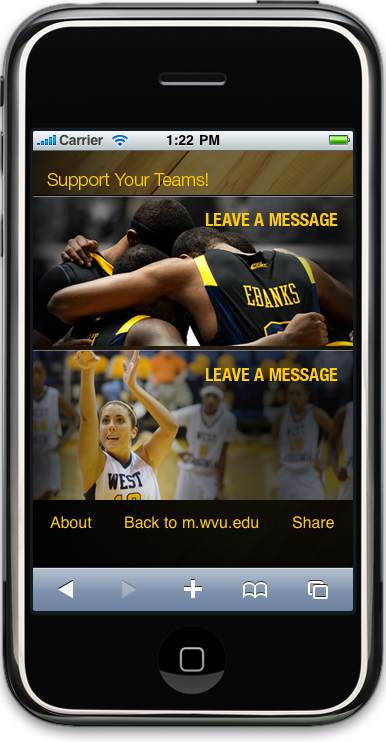 Carrier 1:22 PM
Support Your Teams!
LEAVE A MESSAGE
EBANKS
LEAVE A MESSAGE
WEST
WEST
About Back to m.wvu.edu Share